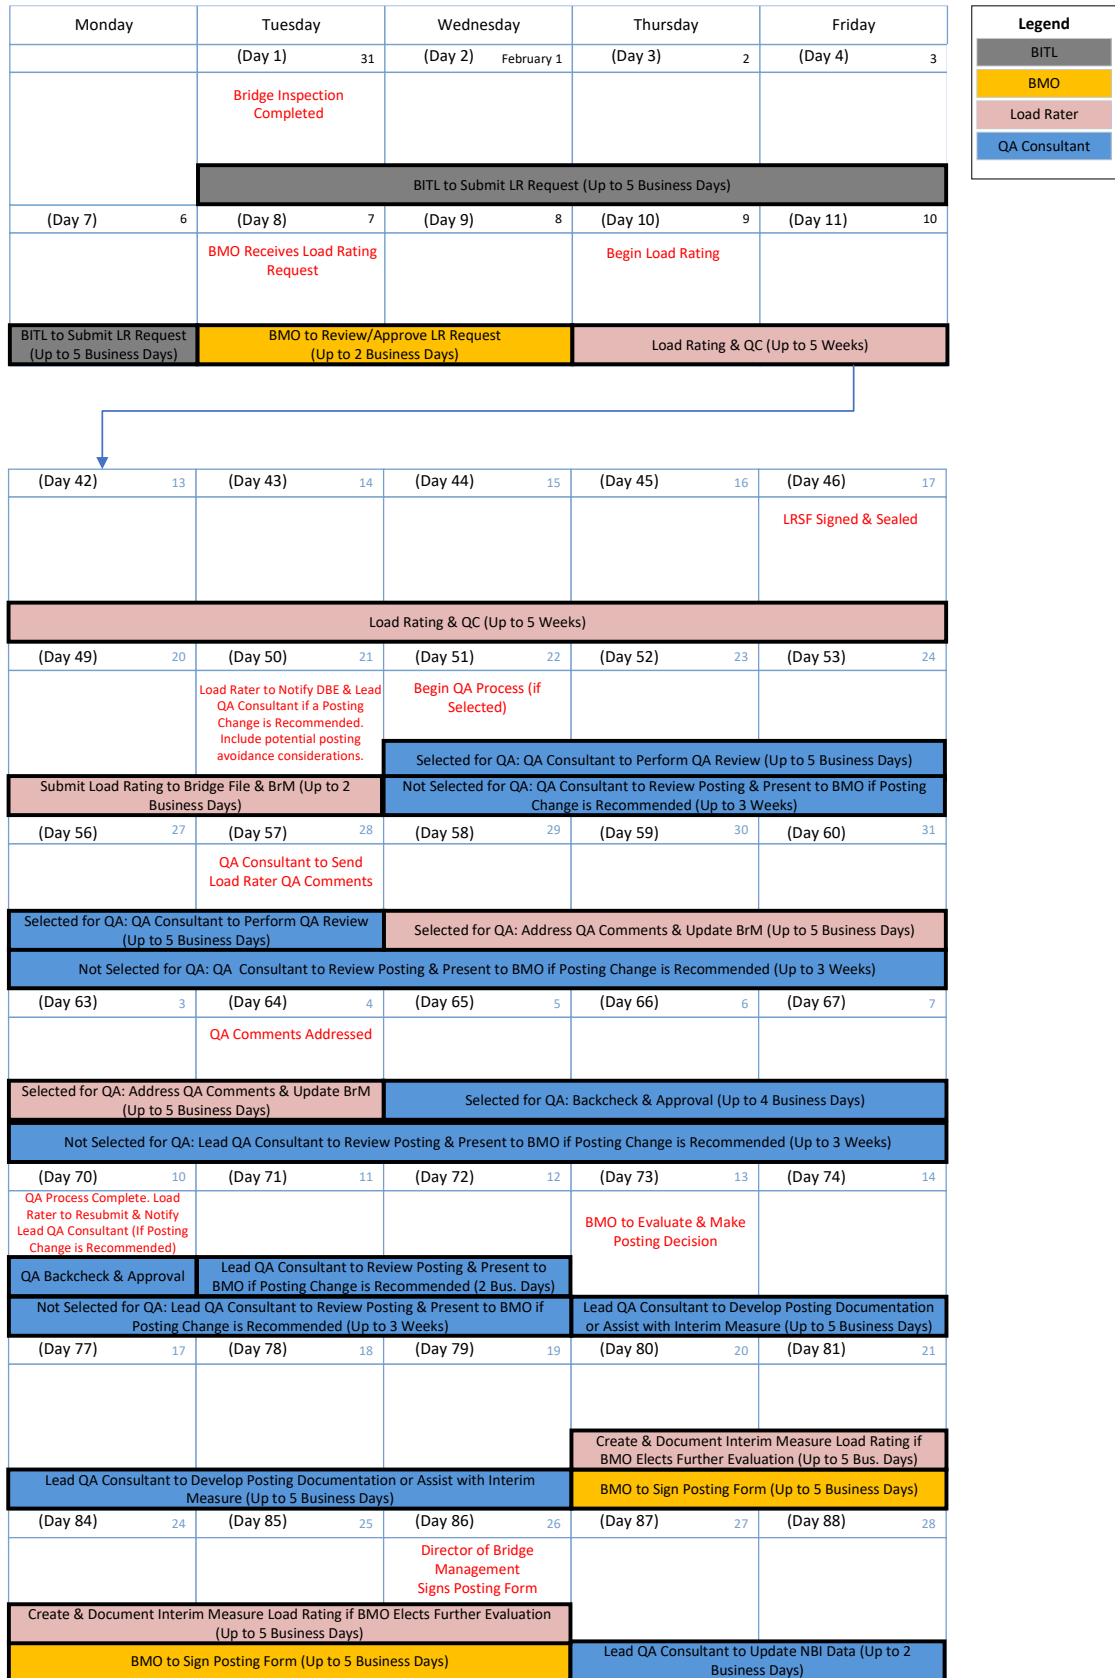 Monday
Tuesday
Wednesday
Thursday
Friday
Legend
BITL
BMO
Load Rater
QA Consultant
(Day 1) 31
(Day 2) February 1
(Day 3) 2
(Day 4) 3
Bridge Inspection
Completed
BITL to Submit LR Request (Up to 5 Business Days)
(Day 7) 6
(Day 8) 7
(Day 9) 8
(Day 10) 9
(Day 11) 10
BMO Receives Load Rating
Request
Begin Load Rating
BITL to Submit LR Request
(Up to 5 Business Days)
BMO to Review/Approve LR Request
(Up to 2 Business Days)
Load Rating & QC (Up to 5 Weeks)
(Day 42) 13
(Day 43) 14
(Day 44) 15
(Day 45) 16
(Day 46) 17
LRSF Signed & Sealed
Load Rating & QC (Up to 5 Weeks)
(Day 49) 20
(Day 50) 21
(Day 51) 22
(Day 52) 23
(Day 53) 24
Load Rater to Notify DBE & Lead
QA Consultant if a Posting
Change is Recommended.
Include potential posting
avoidance considerations.
Begin QA Process (if
Selected)
Selected for QA: QA Consultant to Perform QA Review (Up to 5 Business Days)
Submit Load Rating to Bridge File & BrM (Up to 2
Business Days)
Not Selected for QA: QA Consultant to Review Posting & Present to BMO if Posting
Change is Recommended (Up to 3 Weeks)
(Day 56) 27
(Day 57) 28
(Day 58) 29
(Day 59) 30
(Day 60) 31
QA Consultant to Send
Load Rater QA Comments
Selected for QA: QA Consultant to Perform QA Review
(Up to 5 Business Days)
Selected for QA: Address QA Comments & Update BrM (Up to 5 Business Days)
Not Selected for QA: QA Consultant to Review Posting & Present to BMO if Posting Change is Recommended (Up to 3 Weeks)
(Day 63) 3
(Day 64) 4
(Day 65) 5
(Day 66) 6
(Day 67) 7
QA Comments Addressed
Selected for QA: Address QA Comments & Update BrM
(Up to 5 Business Days)
Selected for QA: Backcheck & Approval (Up to 4 Business Days)
Not Selected for QA: Lead QA Consultant to Review Posting & Present to BMO if Posting Change is Recommended (Up to 3 Weeks)
(Day 70) 10
(Day 71) 11
(Day 72) 12
(Day 73) 13
(Day 74) 14
QA Process Complete. Load
Rater to Resubmit & Notify
Lead QA Consultant (If Posting
Change is Recommended)
BMO to Evaluate & Make
Posting Decision
QA Backcheck & Approval
Lead QA Consultant to Review Posting & Present to
BMO if Posting Change is Recommended (2 Bus. Days)
Not Selected for QA: Lead QA Consultant to Review Posting & Present to BMO if
Posting Change is Recommended (Up to 3 Weeks)
Lead QA Consultant to Develop Posting Documentation
or Assist with Interim Measure (Up to 5 Business Days)
(Day 77) 17
(Day 78) 18
(Day 79) 19
(Day 80) 20
(Day 81) 21
Create & Document Interim Measure Load Rating if
BMO Elects Further Evaluation (Up to 5 Bus. Days)
Lead QA Consultant to Develop Posting Documentation or Assist with Interim
Measure (Up to 5 Business Days)
BMO to Sign Posting Form (Up to 5 Business Days)
(Day 84) 24
(Day 85) 25
(Day 86) 26
(Day 87) 27
(Day 88) 28
Director of Bridge
Management
Signs Posting Form
Create & Document Interim Measure Load Rating if BMO Elects Further Evaluation
(Up to 5 Business Days)
BMO to Sign Posting Form (Up to 5 Business Days)
Lead QA Consultant to Update NBI Data (Up to 2
Business Days)